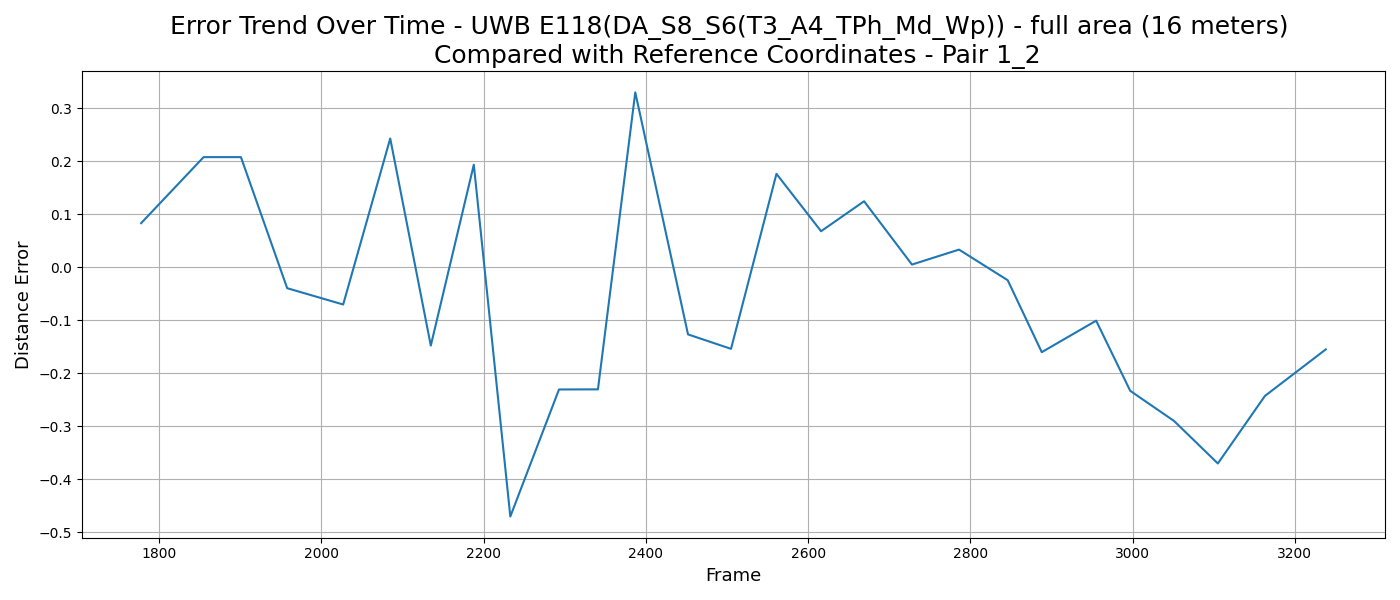 Error Trend Over Time - UWB E118(DA_S8_S6(T3_A4_TPh_Md_Wp)) - full area (16 meters)
Compared with Reference Coordinates - Pair 1_2
Distance Error
0.3
0.2
0.1
0.0
−0.1
−0.2
−0.3
−0.4
−0.5
1800 2000 2200 2400 2600 2800 3000 3200
Frame